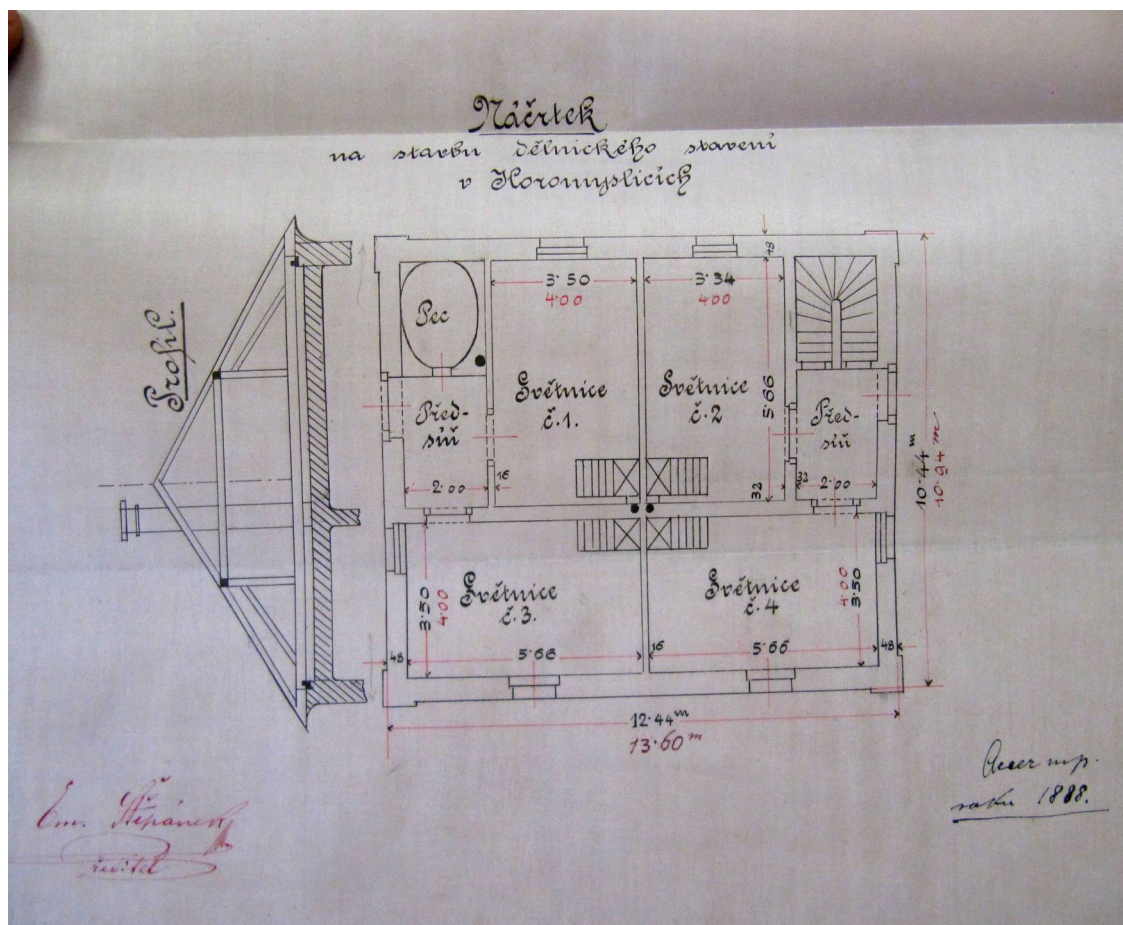 Náčrtek
na stavbu dělnického stavení
v Horomyslicích
Profil.
48
3·50
4·00
3·34
4·00
Pec
Světnice
č.1.
Světnice
č.2
5·66
Před-
síň
Před-
síň
2·00
16
32
32
2·00
10·44 m
10·94 m
3·50
4·00
Světnice
č.3.
Světnice
č.4
4·00
3·50
48
5·66
16
5·66
48
12·44 m
13·60 m
Em. Štěpánek
ředitel
mp.
roku 1888.